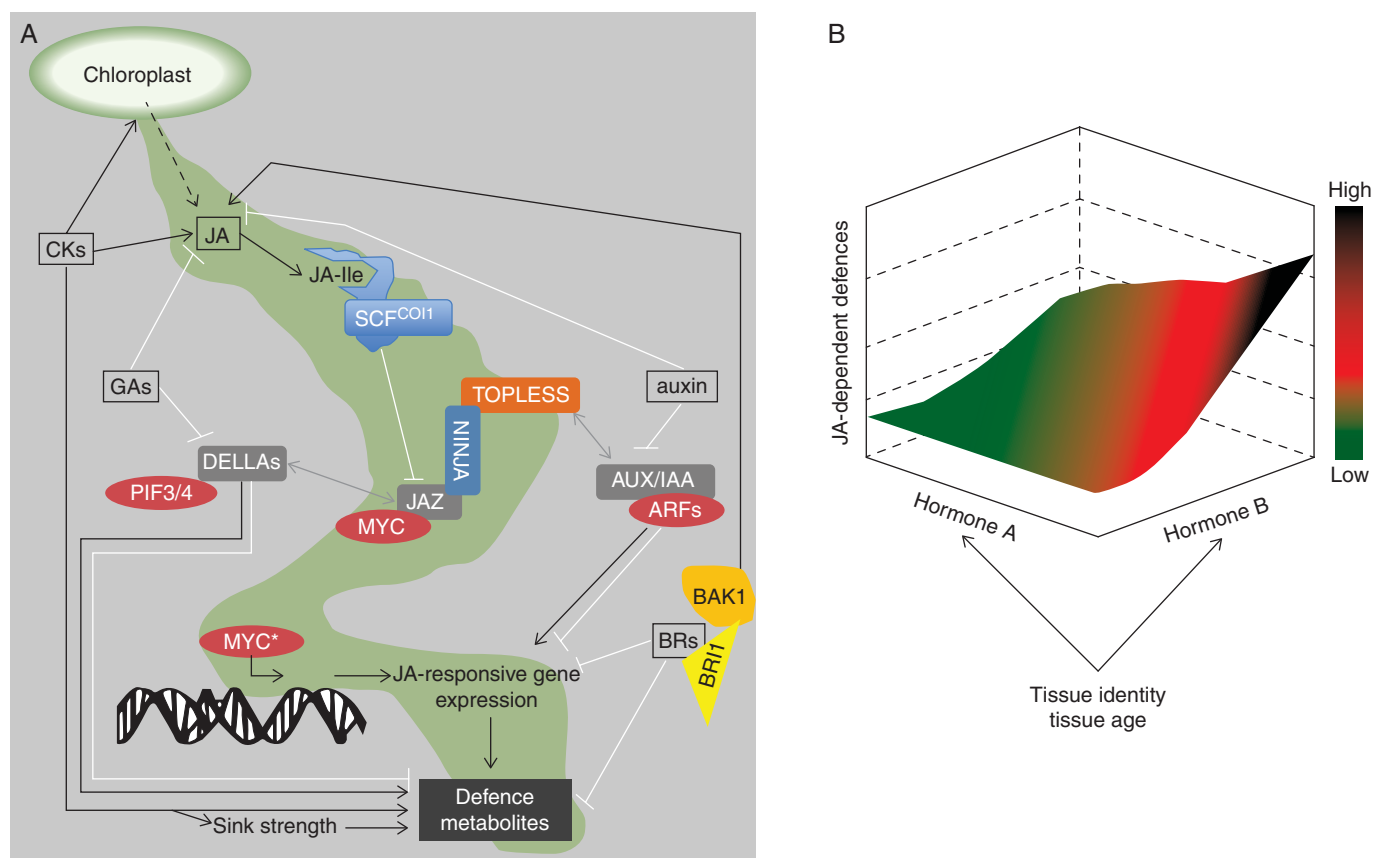 A
Chloroplast
CKs
JA
JA-Ile
SCF^COI1
GAs
TOPLESS
auxin
NINJA
DELLAs
PIF3/4
JAZ
MYC
AUX/IAA
ARFs
BAK1
BRs
BRI1
MYC*
JA-responsive gene
expression
Defence
metabolites
Sink strength
B
JA-dependent defences
High
Low
Hormone A
Hormone B
Tissue identity
tissue age